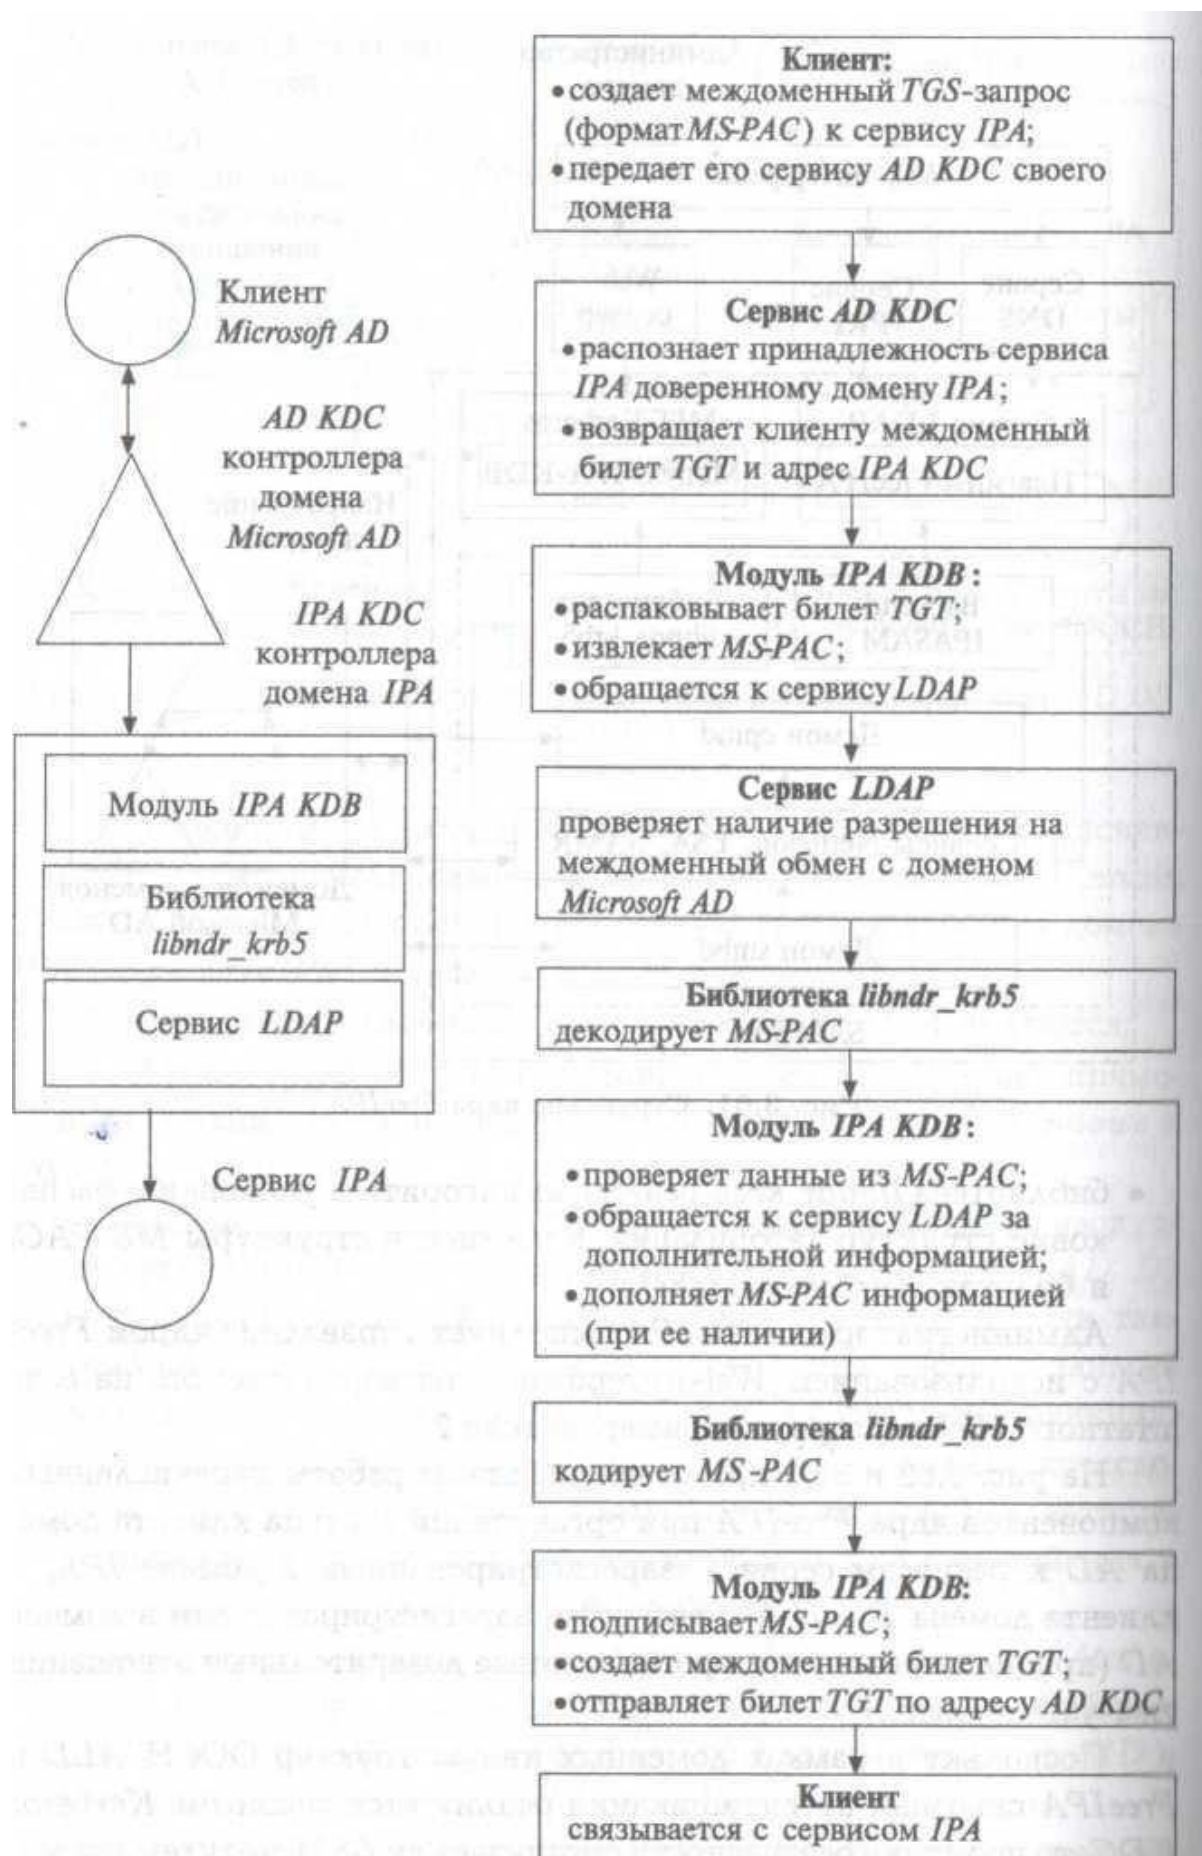 Клиент
Microsoft AD
AD KDC
контроллера
домена
Microsoft AD
IPA KDC
контроллера
домена IPA
Модуль IPA KDB
Библиотека
libndr_krb5
Сервис LDAP
Сервис IPA
Клиент:
• создает междоменный TGS-запрос
(формат MS-PAC) к сервису IPA;
• передает его сервису AD KDC своего
домена
Сервис AD KDC
• распознает принадлежность сервиса
IPA доверенному домену IPA;
• возвращает клиенту междоменный
билет TGT и адрес IPA KDC
Модуль IPA KDB:
• распаковывает билет TGT;
• извлекает MS-PAC;
• обращается к сервису LDAP
Сервис LDAP
проверяет наличие разрешения на
междоменный обмен с доменом
Microsoft AD
Библиотека libndr_krb5
декодирует MS-PAC
Модуль IPA KDB:
• проверяет данные из MS-PAC;
• обращается к сервису LDAP за
дополнительной информацией;
• дополняет MS-PAC информацией
(при ее наличии)
Библиотека libndr_krb5
кодирует MS-PAC
Модуль IPA KDB:
• подписывает MS-PAC;
• создает междоменный билет TGT;
• отправляет билет TGT по адресу AD KDC
Клиент
связывается с сервисом IPA